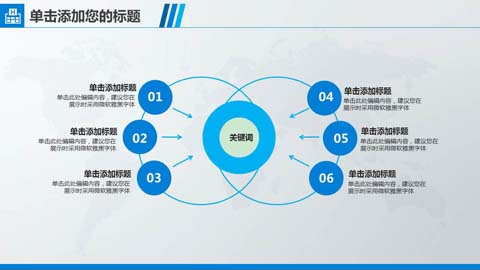 单击添加您的标题
01
单击添加标题
单击此处编辑内容，建议您在
展示时采用微软雅黑字体
02
单击添加标题
单击此处编辑内容，建议您在
展示时采用微软雅黑字体
03
单击添加标题
单击此处编辑内容，建议您在
展示时采用微软雅黑字体
关键词
04
单击添加标题
单击此处编辑内容，建议您在
展示时采用微软雅黑字体
05
单击添加标题
单击此处编辑内容，建议您在
展示时采用微软雅黑字体
06
单击添加标题
单击此处编辑内容，建议您在
展示时采用微软雅黑字体